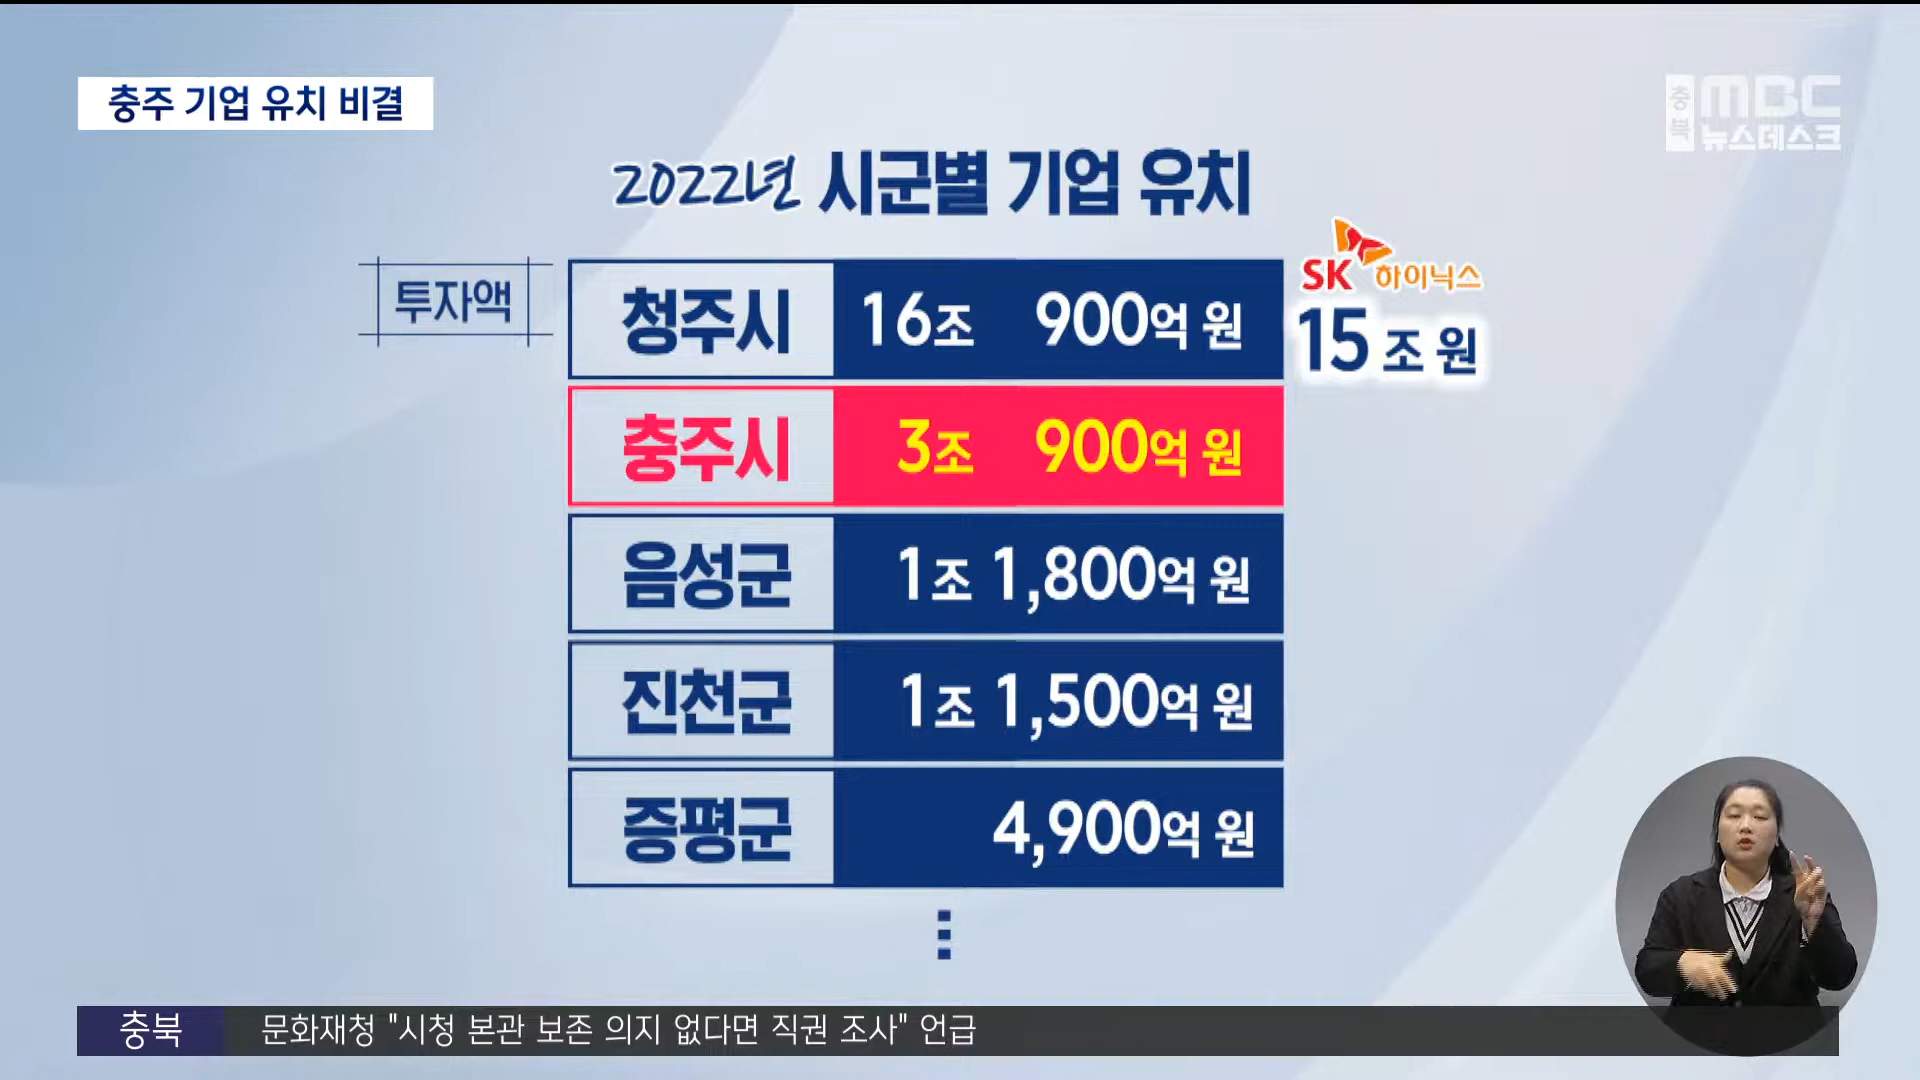 충주 기업 유치 비결
충북 MBC
뉴스데스크
2022년 시군별 기업 유치
투자액
청주시 16조 900억 원
SK하이닉스
15조 원
충주시 3조 900억 원
음성군 1조 1,800억 원
진천군 1조 1,500억 원
증평군 4,900억 원
충북 문화재청 "시청 본관 보존 의지 없다면 직권 조사" 언급